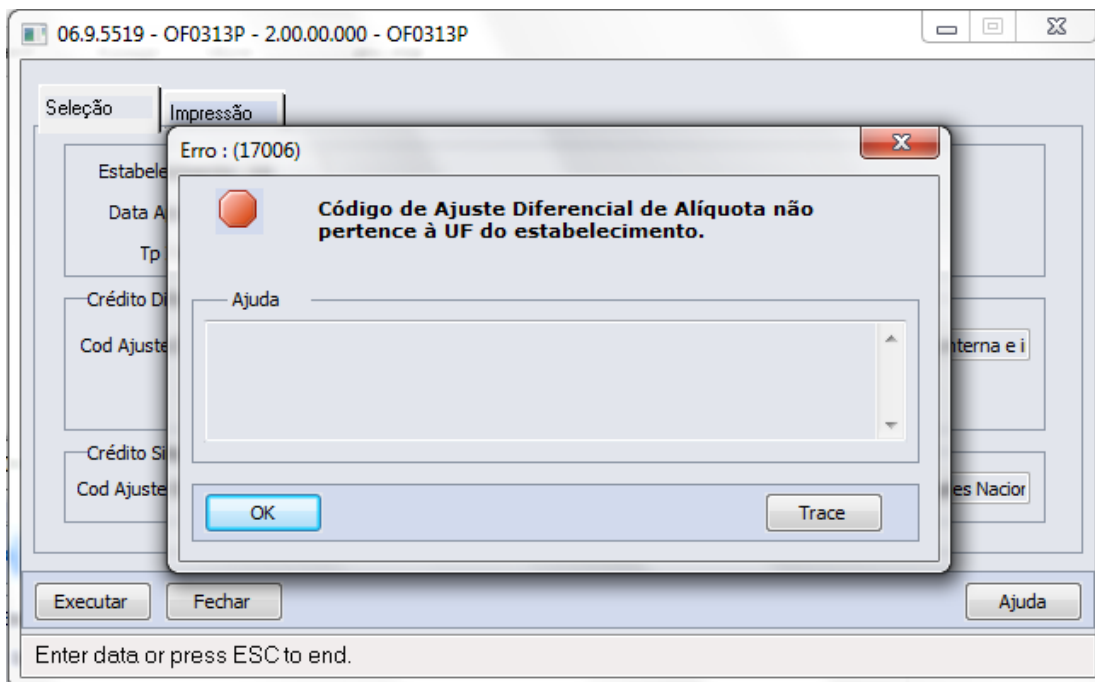 06.9.5519 - OF0313P - 2.00.00.000 - OF0313P
Seleção
Impressão
Erro : (17006)
Estabele
Código de Ajuste Diferencial de Alíquota não
pertence à UF do estabelecimento.
Data A
Tp
Crédito Di
Ajuda
Cod Ajuste
nterna e i
Crédito Si
Cod Ajuste
es Nacior
OK
Trace
Executar
Fechar
Ajuda
Enter data or press ESC to end.